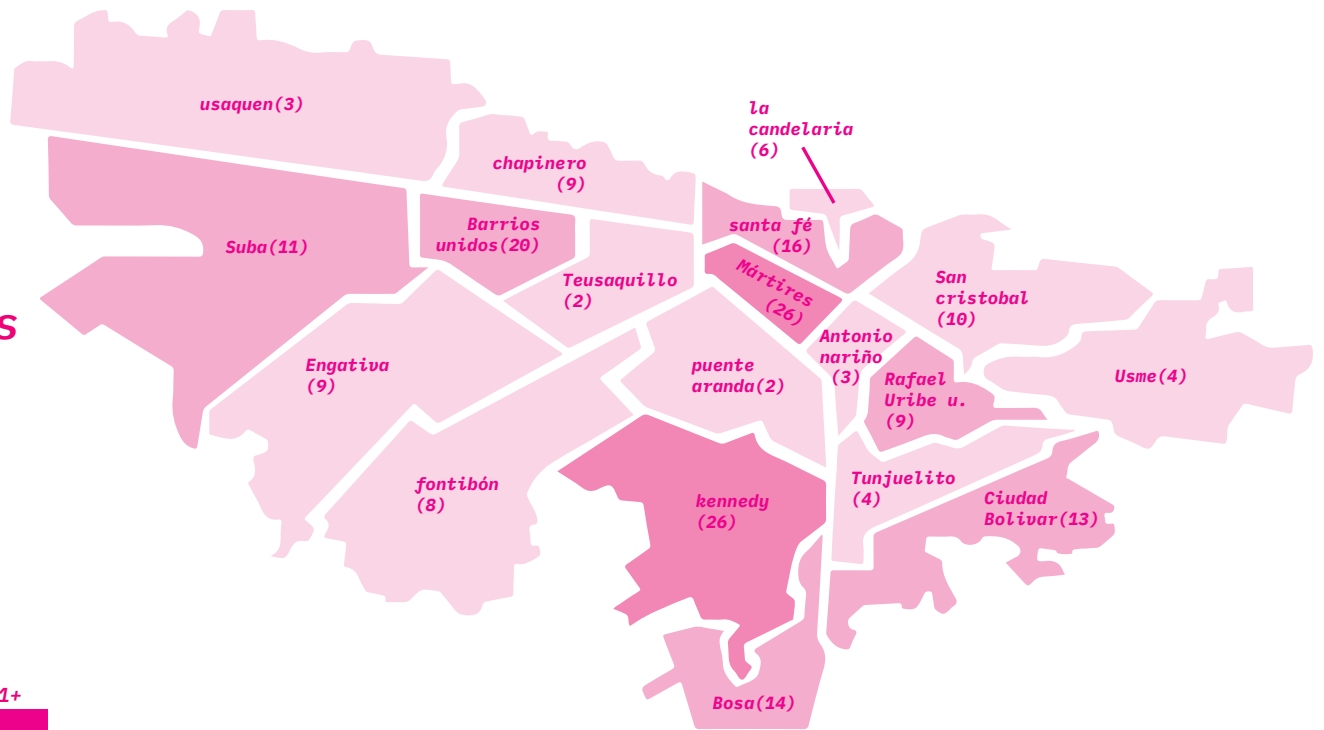 usaquen(3)
la
candelaria
(6)
chapinero
(9)
Barrios
unidos(20)
santa fé
(16)
Suba(11)
Teusaquillo
(2)
Mártires
(26)
San
cristobal
(10)
S
Engativa
(9)
puente
aranda(2)
Antonio
nariño
(3)
Rafael
Uribe u.
(9)
Usme(4)
fontibón
(8)
kennedy
(26)
Tunjuelito
(4)
Ciudad
Bolivar(13)
1+
Bosa(14)